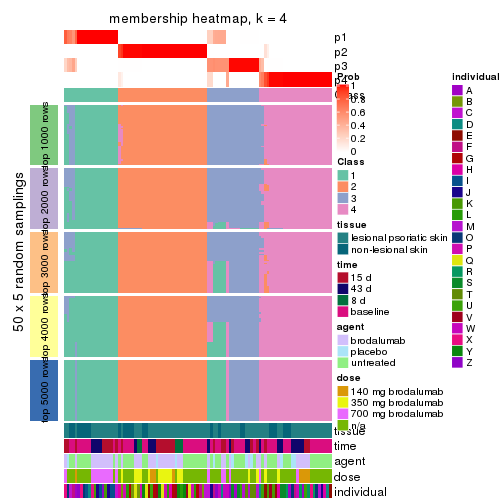 membership heatmap, k = 4
p1
p2
p3
p4
Class
50 x 5 random samplings
top 1000 rows
top 2000 rows
top 3000 rows
top 4000 rows
top 5000 rows
tissue
time
agent
dose
individual
Prob
1
0.8
0.6
0.4
0.2
0
Class
1
2
3
4
tissue
lesional psoriatic skin
non-lesional skin
time
15 d
43 d
8 d
baseline
agent
brodalumab
placebo
untreated
dose
140 mg brodalumab
350 mg brodalumab
700 mg brodalumab
n/a
individual
A
B
C
D
E
F
G
H
I
J
K
L
M
O
P
Q
R
S
T
U
V
W
X
Y
Z